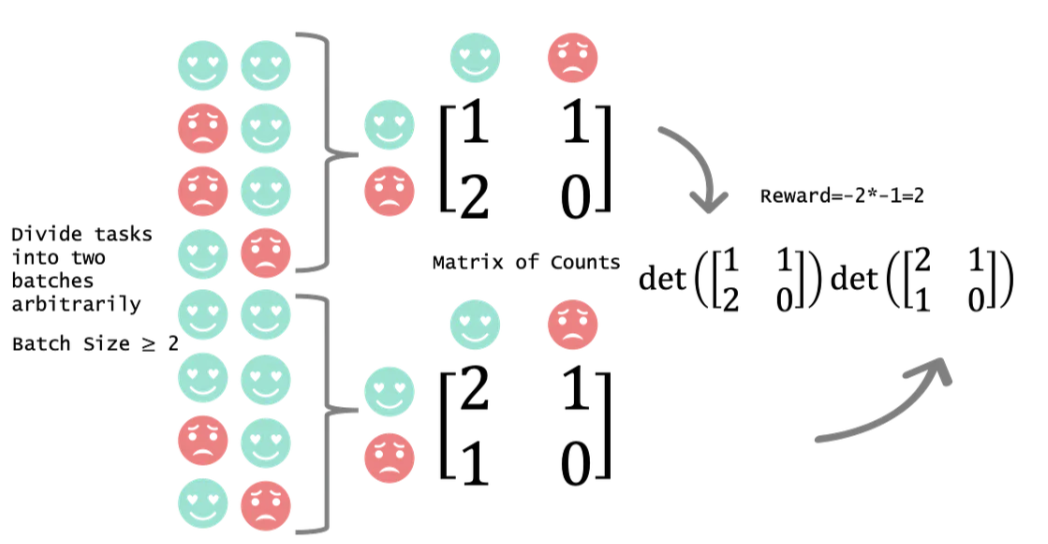 Divide tasks
into two
batches
arbitrarily
Batch Size ≥ 2
[1 1
2 0]
Matrix of Counts
[2 1
1 0]
Reward=-2*-1=2
det([1 1
2 0]) det([2 1
1 0])